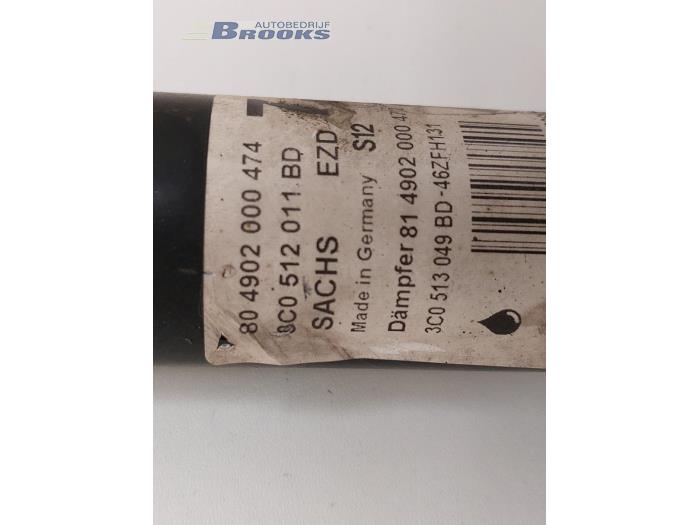 AUTOBEDRIJF
BROOKS
80 4902 000 474
3C0 512 011 BD
SACHS EZD
Made in Germany S12
Dämpfer 81 4902 000 477
3C0 513 049 BD-46ZFH131